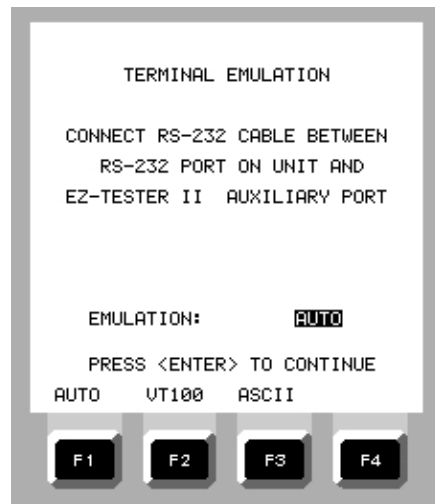 TERMINAL EMULATION
CONNECT RS-232 CABLE BETWEEN
RS-232 PORT ON UNIT AND
EZ-TESTER II AUXILIARY PORT
EMULATION: AUTO
PRESS <ENTER> TO CONTINUE
AUTO VT100 ASCII
F1 F2 F3 F4